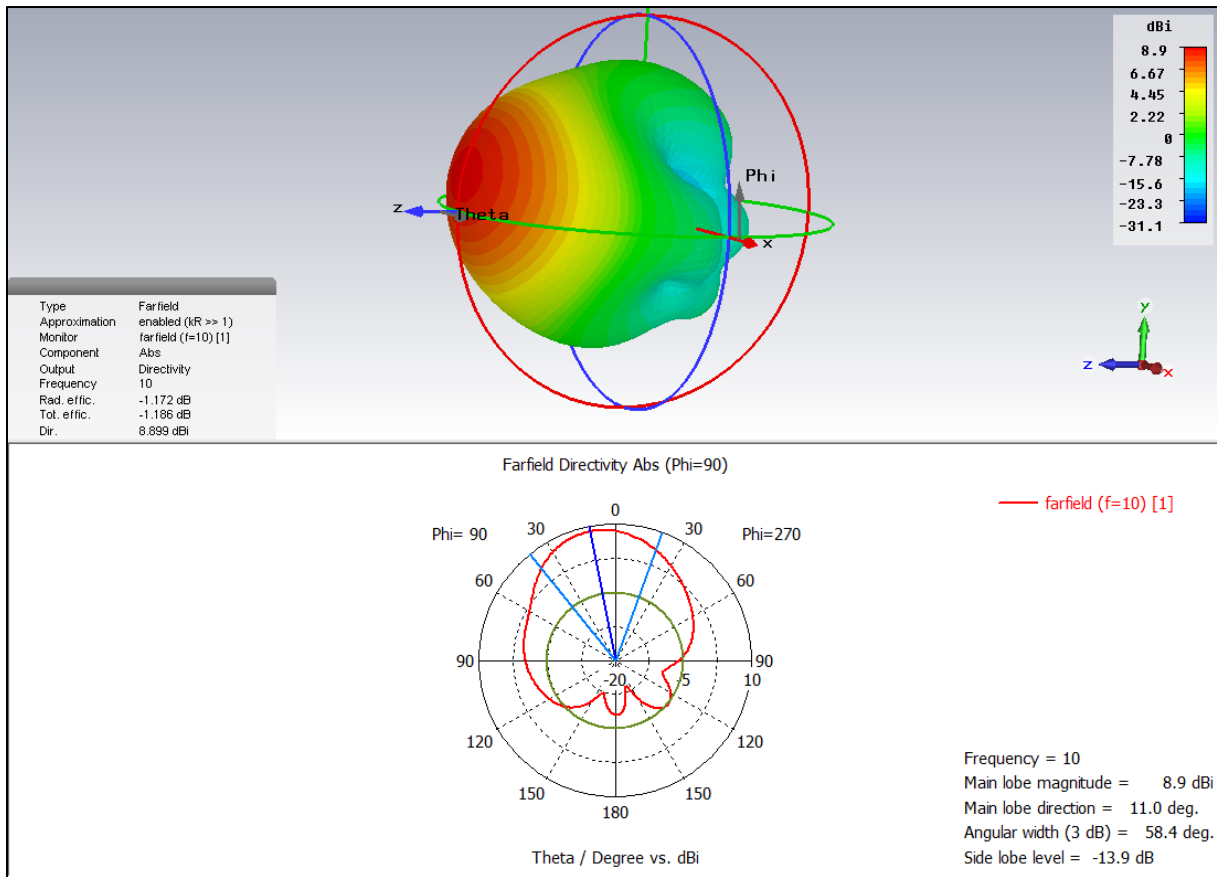 dBi
8.9
6.67
4.45
2.22
0
-7.78
-15.6
-23.3
-31.1
Phi
z Theta
x
y
z x
Type Farfield
Approximation enabled (kR >> 1)
Monitor farfield (f=10) [1]
Component Abs
Output Directivity
Frequency 10
Rad. effic. -1.172 dB
Tot. effic. -1.186 dB
Dir. 8.899 dBi
Farfield Directivity Abs (Phi=90)
farfield (f=10) [1]
0
Phi= 90 30 30 Phi=270
60 60
90 90
-20 -5 10
120 120
150 150
180
Theta / Degree vs. dBi
Frequency = 10
Main lobe magnitude = 8.9 dBi
Main lobe direction = 11.0 deg.
Angular width (3 dB) = 58.4 deg.
Side lobe level = -13.9 dB